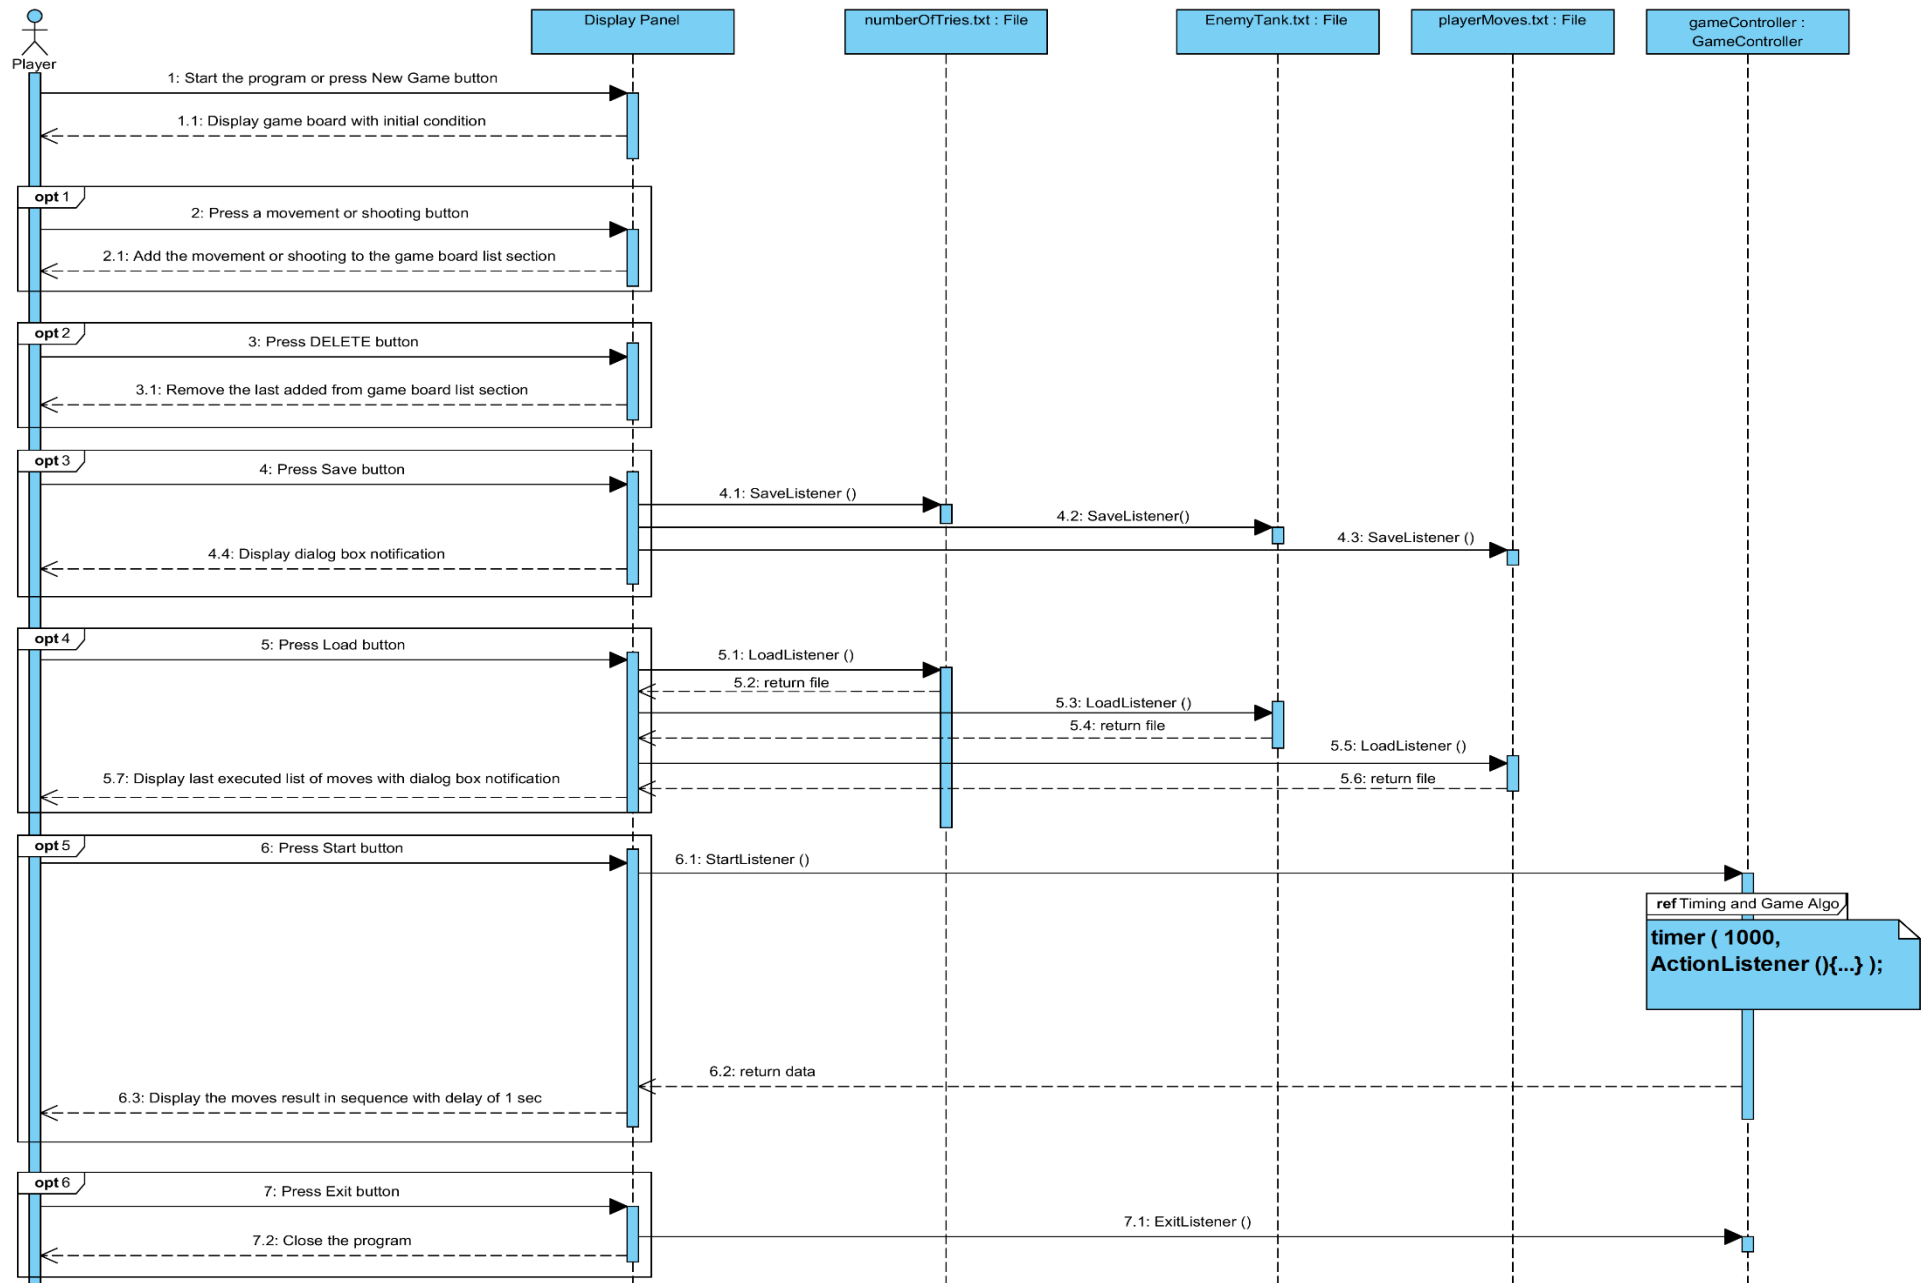 Player
Display Panel
numberOfTries.txt : File
EnemyTank.txt : File
playerMoves.txt : File
gameController :
GameController
1: Start the program or press New Game button
1.1: Display game board with initial condition
opt 1
2: Press a movement or shooting button
2.1: Add the movement or shooting to the game board list section
opt 2
3: Press DELETE button
3.1: Remove the last added from game board list section
opt 3
4: Press Save button
4.1: SaveListener ()
4.2: SaveListener()
4.3: SaveListener ()
4.4: Display dialog box notification
opt 4
5: Press Load button
5.1: LoadListener ()
5.2: return file
5.3: LoadListener ()
5.4: return file
5.5: LoadListener ()
5.6: return file
5.7: Display last executed list of moves with dialog box notification
opt 5
6: Press Start button
6.1: StartListener ()
ref Timing and Game Algo
timer ( 1000,
ActionListener (){...} );
6.2: return data
6.3: Display the moves result in sequence with delay of 1 sec
opt 6
7: Press Exit button
7.1: ExitListener ()
7.2: Close the program